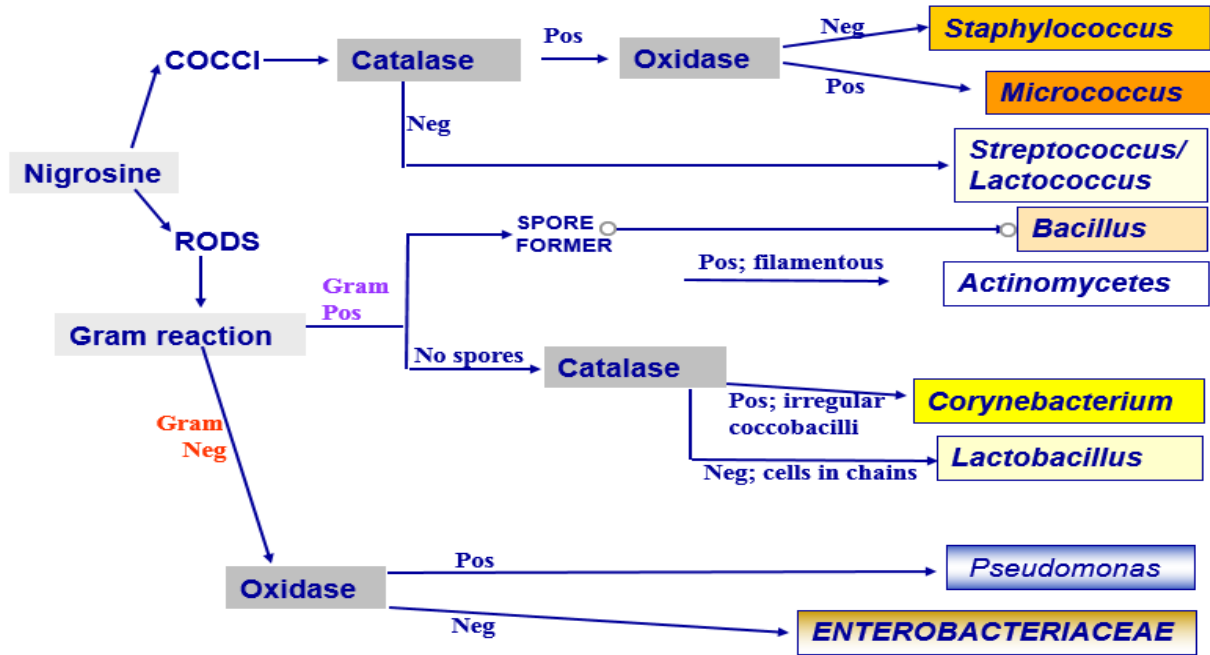 Neg
Staphylococcus
Pos
COCCI
Catalase
Oxidase
Pos
Micrococcus
Neg
Streptococcus/
Lactococcus
Nigrosine
RODS
SPORE
FORMER
Bacillus
Pos; filamentous
Actinomycetes
Gram
Pos
Gram reaction
No spores
Catalase
Pos; irregular
coccobacilli
Corynebacterium
Gram
Neg
Neg; cells in chains
Lactobacillus
Oxidase
Pos
Pseudomonas
Neg
ENTEROBACTERIACEAE